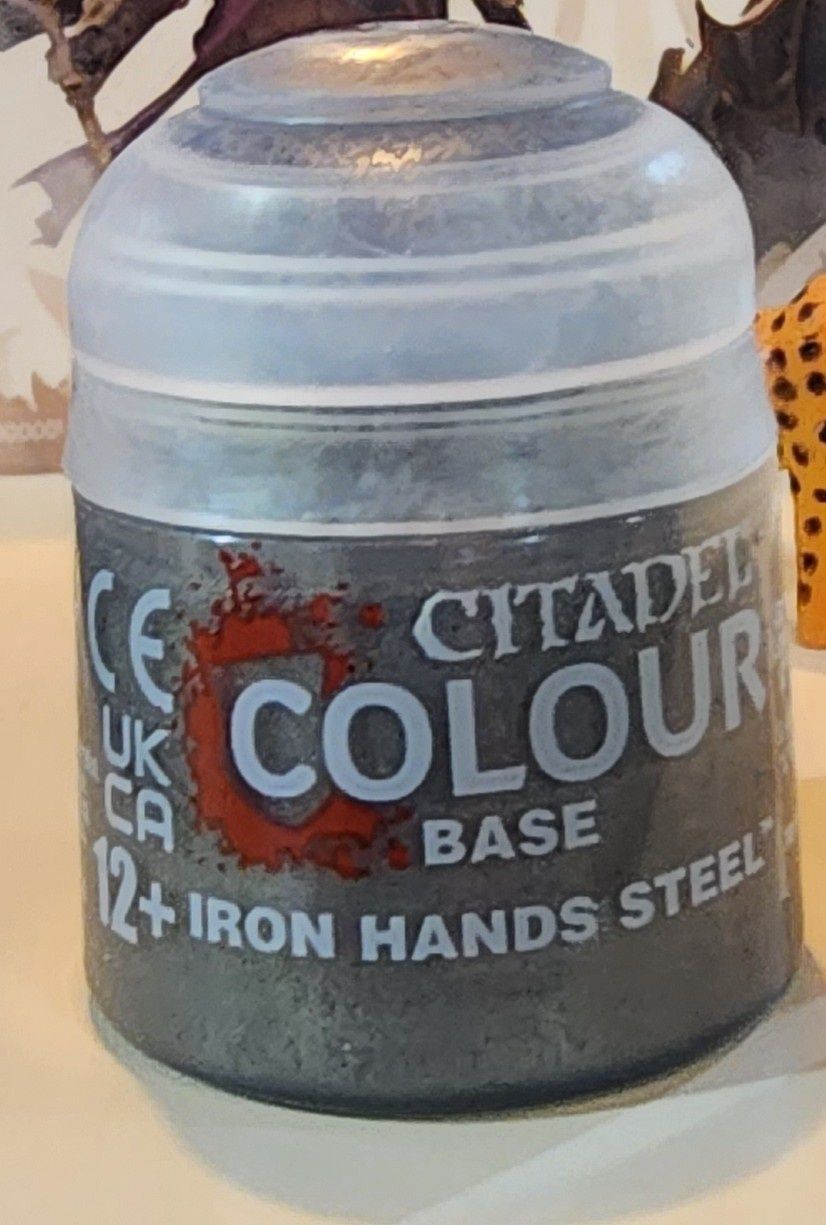 CE
UK
CA
12+
CITADEL
COLOUR
BASE
IRON HANDS STEEL™